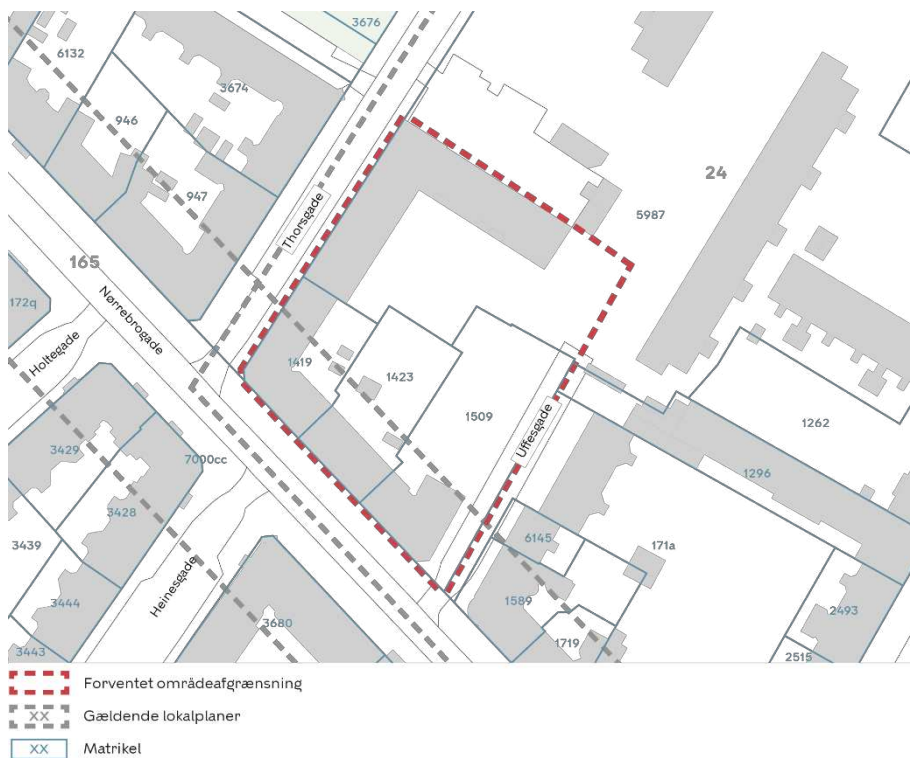 3676
6132
3674
946
24
947
5987
Thorsgade
165
172q
Nørrebrogade
Holtegade
1419
1423
1509
Uffesgade
1262
3429
7000cc
1296
3428
6145
171a
3439
Heinesgade
1589
2493
3444
3680
1719
3443
2515
Forventet områdeafgrænsning
XX Gældende lokalplaner
XX Matrikel